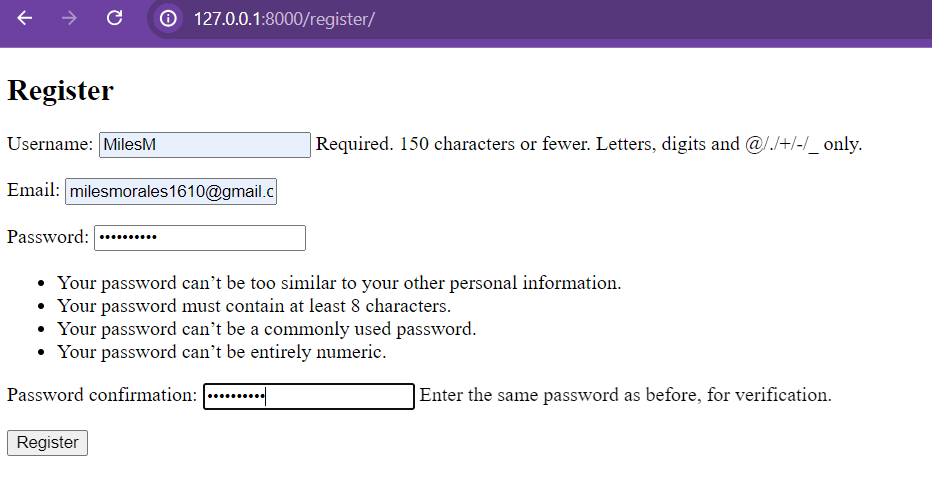 127.0.0.1:8000/register/
Register
Username: MilesM Required. 150 characters or fewer. Letters, digits and @/./+/-/_ only.
Email: milesmorales1610@gmail.c
Password: ••••••••••
Your password can’t be too similar to your other personal information.
Your password must contain at least 8 characters.
Your password can’t be a commonly used password.
Your password can’t be entirely numeric.
Password confirmation: •••••••••• Enter the same password as before, for verification.
Register